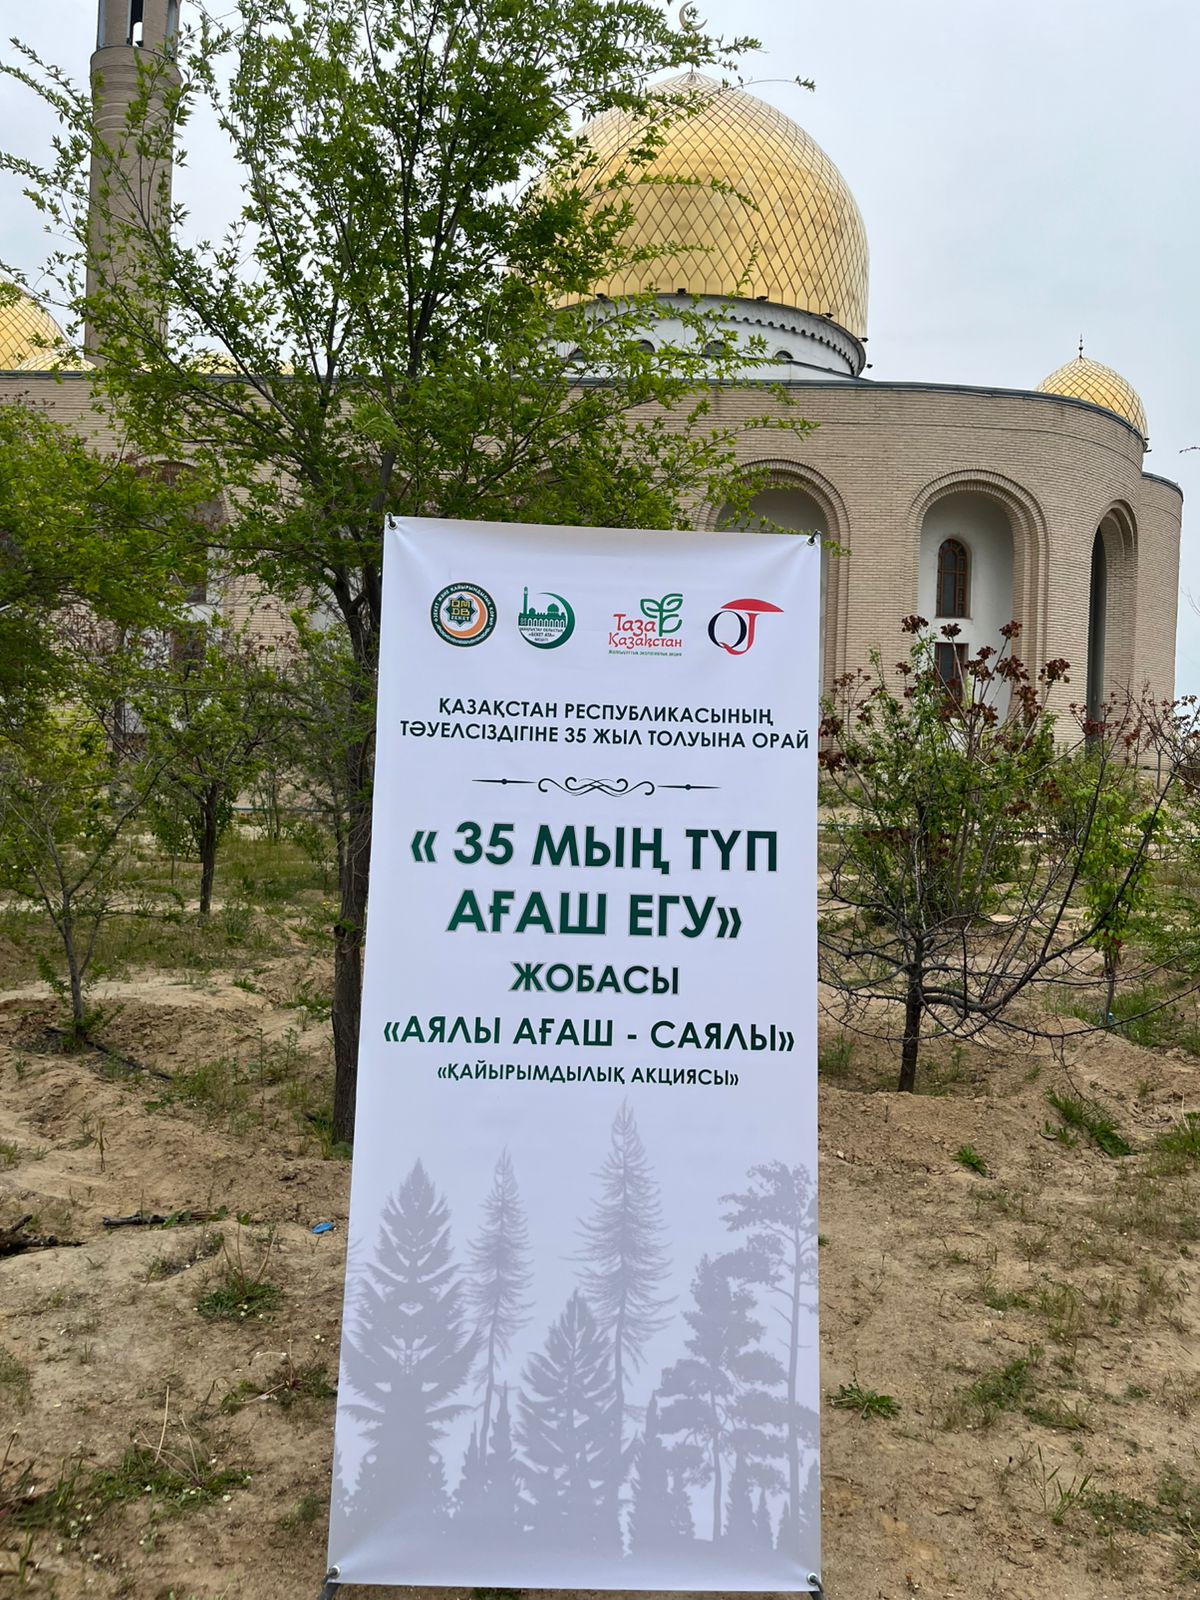 Таза
Қазақстан
ҚАЗАҚСТАН РЕСПУБЛИКАСЫНЫҢ
ТӘУЕЛСІЗДІГІНЕ 35 ЖЫЛ ТОЛУЫНА ОРАЙ
« 35 МЫҢ ТҮП
АҒАШ ЕГУ»
ЖОБАСЫ
«АЯЛЫ АҒАШ - САЯЛЫ»
«ҚАЙЫРЫМДЫЛЫҚ АКЦИЯСЫ»